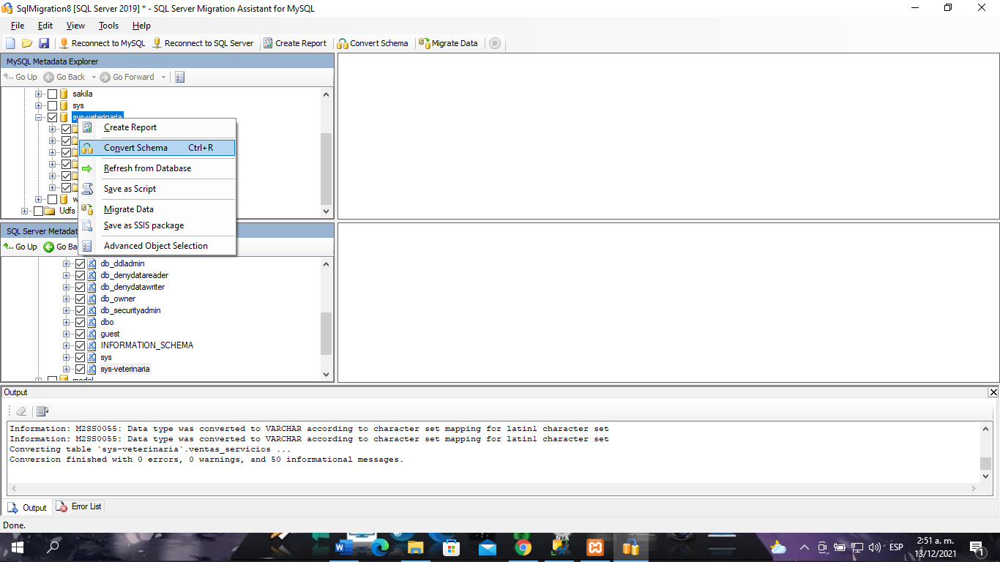 SqlMigration8 [SQL Server 2019] * - SQL Server Migration Assistant for MySQL
File Edit View Tools Help
Reconnect to MySQL Reconnect to SQL Server Create Report Convert Schema Migrate Data
MySQL Metadata Explorer
Go Up Go Back Go Forward
sakila
sys
sys-veterinaria
Create Report
Convert Schema Ctrl+R
Refresh from Database
Save as Script
w
Udfs
Migrate Data
Save as SSIS package
Advanced Object Selection
SQL Server Metadat
Go Up Go Ba
db_ddladmin
db_denydatareader
db_denydatawriter
db_owner
db_securityadmin
dbo
guest
INFORMATION_SCHEMA
sys
sys-veterinaria
model
Output
Information: M2SS0055: Data type was converted to VARCHAR according to character set mapping for latin1 character set
Information: M2SS0055: Data type was converted to VARCHAR according to character set mapping for latin1 character set
Converting table `sys-veterinaria`.ventas_servicios ...
Conversion finished with 0 errors, 0 warnings, and 50 informational messages.
Output Error List
Done.
ESP
2:51 a. m.
13/12/2021
1